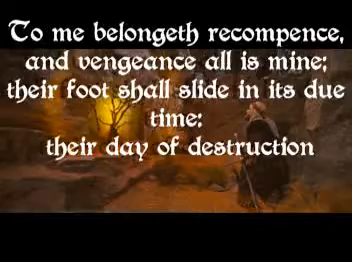 To me belongeth recompence,
and vengeance all is mine;
their foot shall slide in its due
time:
their day of destruction